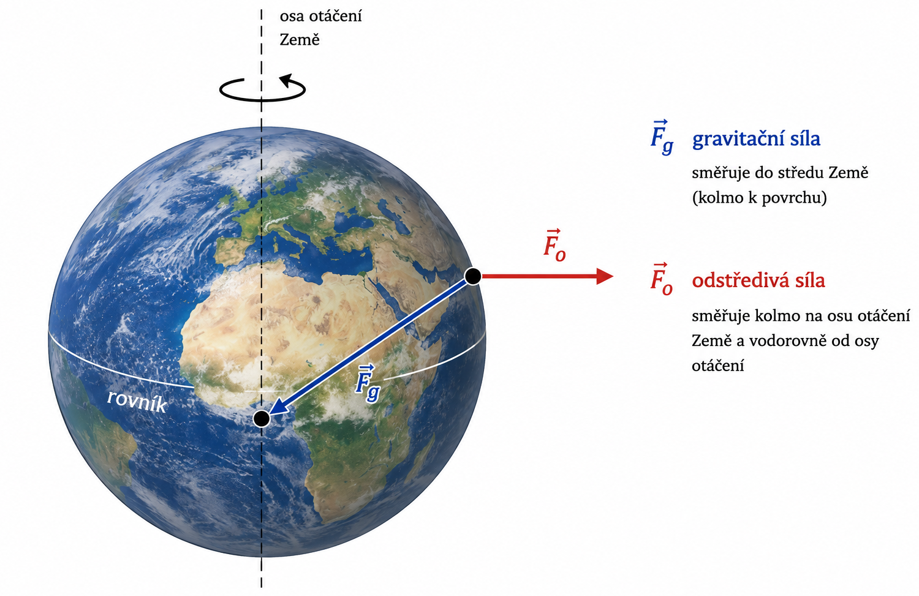 osa otáčení
Země
F⃗g gravitační síla
směřuje do středu Země
(kolmo k povrchu)
F⃗o
F⃗o odstředivá síla
směřuje kolmo na osu otáčení
Země a vodorovně od osy
otáčení
F⃗g
rovník